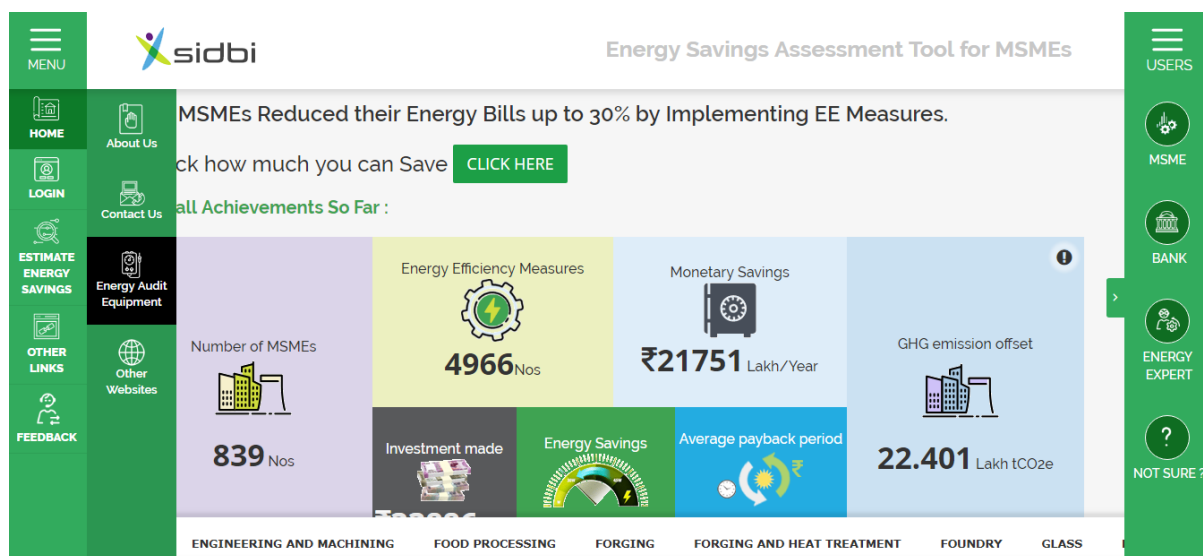 MENU
sidbi
Energy Savings Assessment Tool for MSMEs
USERS
HOME
LOGIN
ESTIMATE
ENERGY
SAVINGS
OTHER
LINKS
FEEDBACK
About Us
Contact Us
Energy Audit
Equipment
Other
Websites
MSMEs Reduced their Energy Bills up to 30% by Implementing EE Measures.
ck how much you can Save CLICK HERE
all Achievements So Far :
Number of MSMEs
839 Nos
Energy Efficiency Measures
4966 Nos
Monetary Savings
₹21751 Lakh/Year
GHG emission offset
22.401 Lakh tCO2e
Investment made
Energy Savings
Average payback period
₹
MSME
BANK
ENERGY
EXPERT
?
NOT SURE ?
ENGINEERING AND MACHINING FOOD PROCESSING FORGING FORGING AND HEAT TREATMENT FOUNDRY GLASS